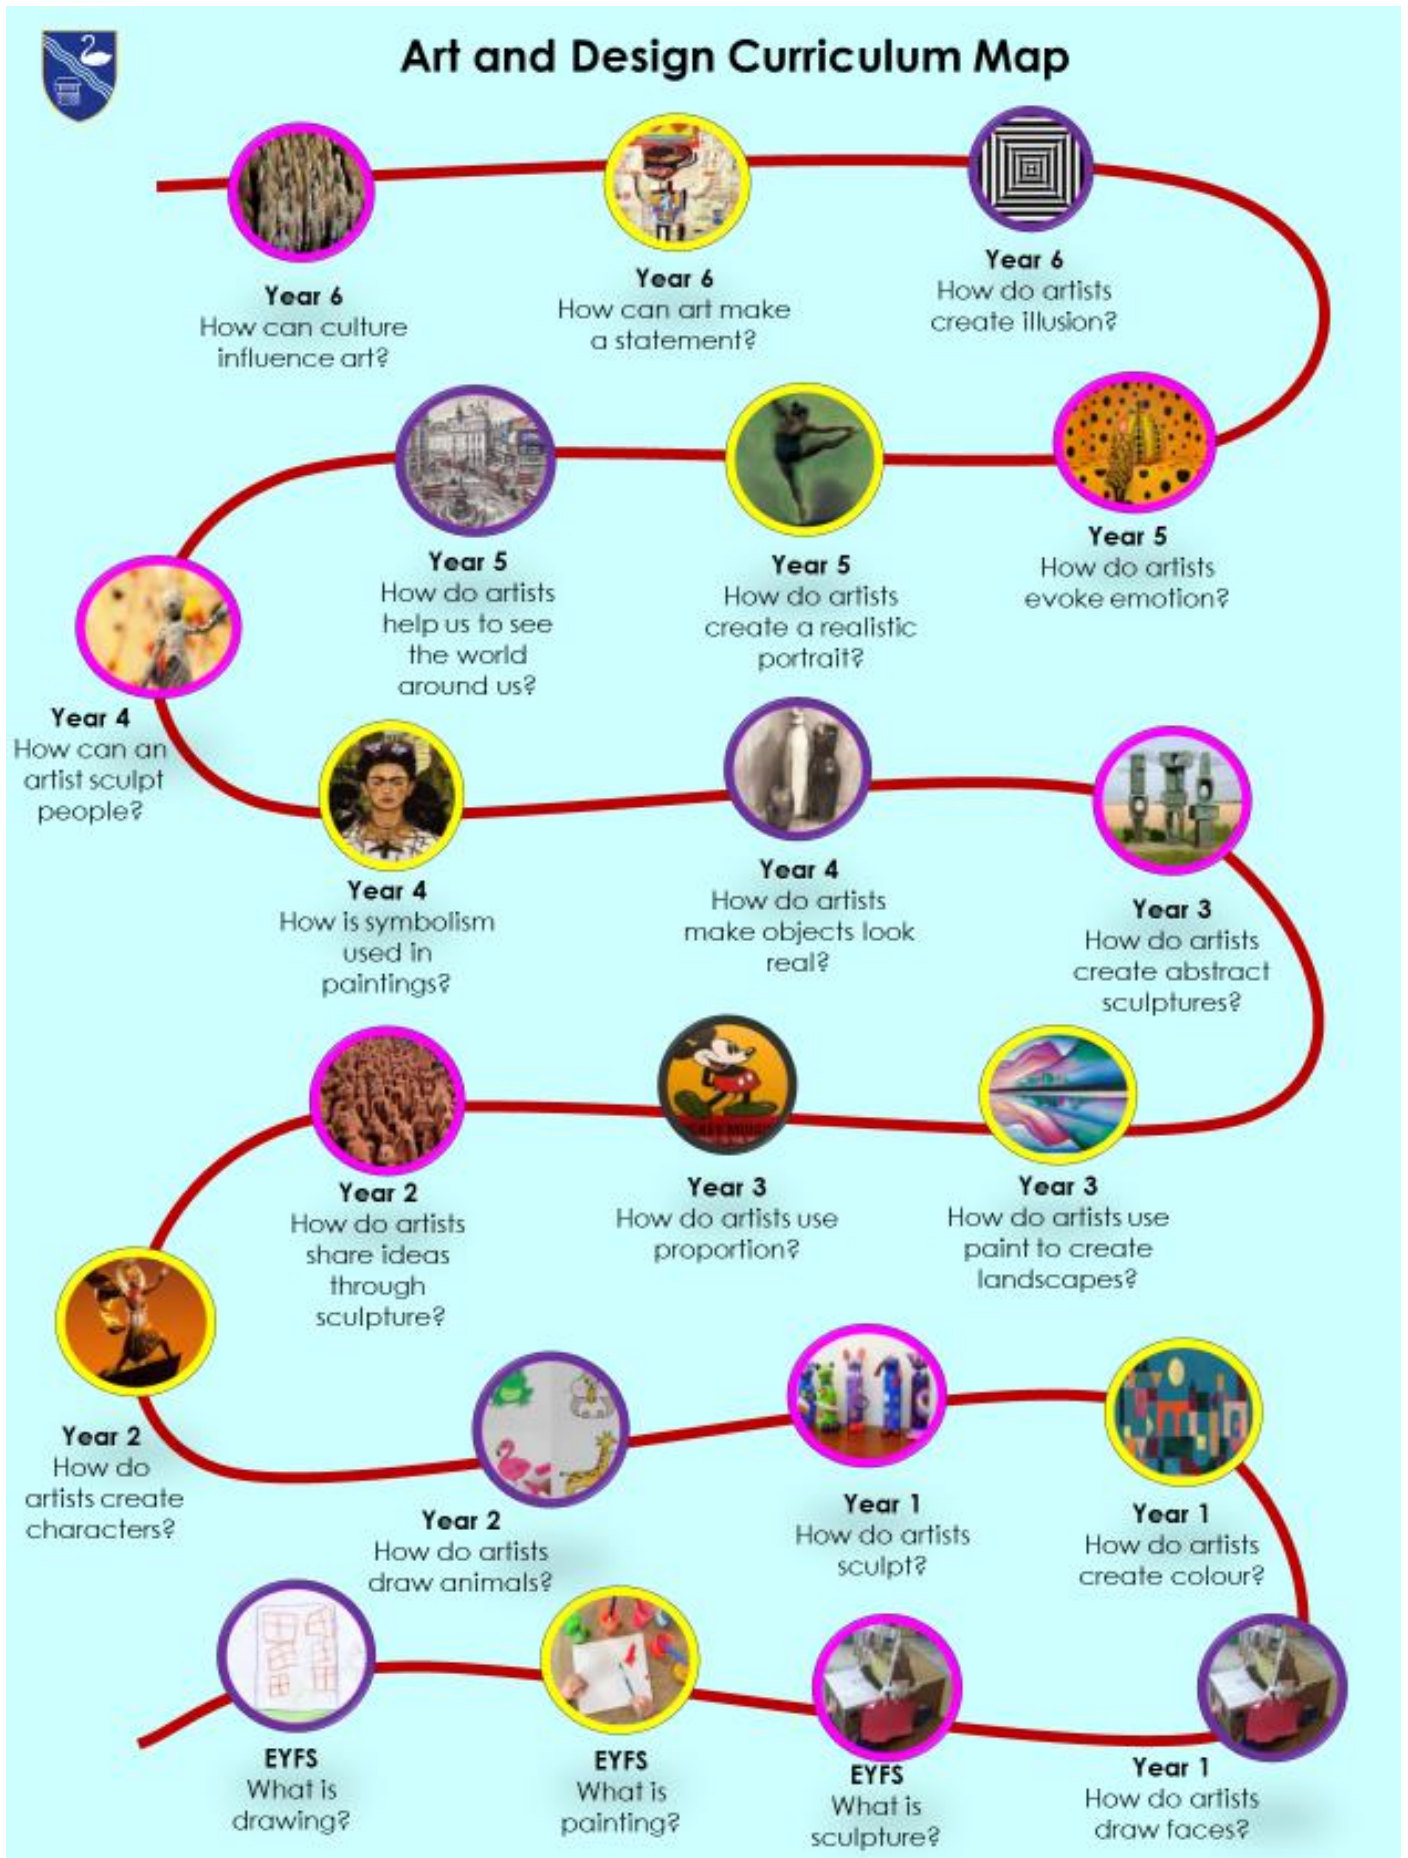 Art and Design Curriculum Map
Year 6
How can culture
influence art?
Year 6
How can art make
a statement?
Year 6
How do artists
create illusion?
Year 5
How do artists
help us to see
the world
around us?
Year 5
How do artists
create a realistic
portrait?
Year 5
How do artists
evoke emotion?
Year 4
How can an
artist sculpt
people?
Year 4
How is symbolism
used in
paintings?
Year 4
How do artists
make objects look
real?
Year 3
How do artists
create abstract
sculptures?
Year 2
How do artists
share ideas
through
sculpture?
Year 3
How do artists use
proportion?
Year 3
How do artists use
paint to create
landscapes?
Year 2
How do
artists create
characters?
Year 2
How do artists
draw animals?
Year 1
How do artists
sculpt?
Year 1
How do artists
create colour?
EYFS
What is
drawing?
EYFS
What is
painting?
EYFS
What is
sculpture?
Year 1
How do artists
draw faces?